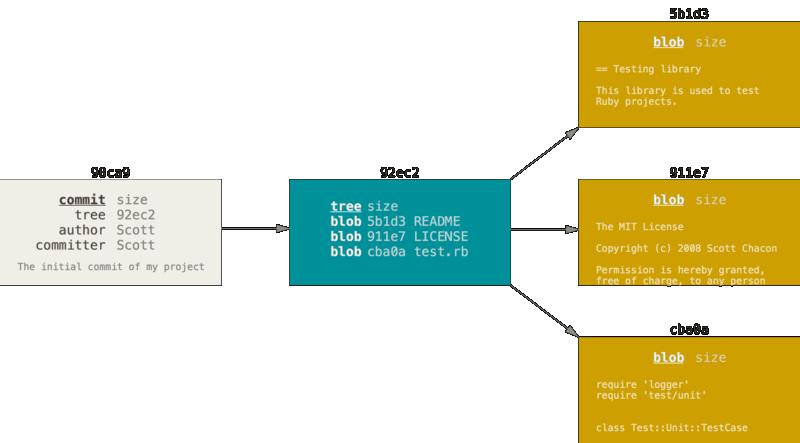 98ca9
commit size
tree 92ec2
author Scott
committer Scott
The initial commit of my project
92ec2
tree size
blob 5b1d3 README
blob 911e7 LICENSE
blob cba0a test.rb
5b1d3
blob size
== Testing library
This library is used to test
Ruby projects.
911e7
blob size
The MIT License
Copyright (c) 2008 Scott Chacon
Permission is hereby granted,
free of charge, to any person
cba0a
blob size
require 'logger'
require 'test/unit'
class Test::Unit::TestCase